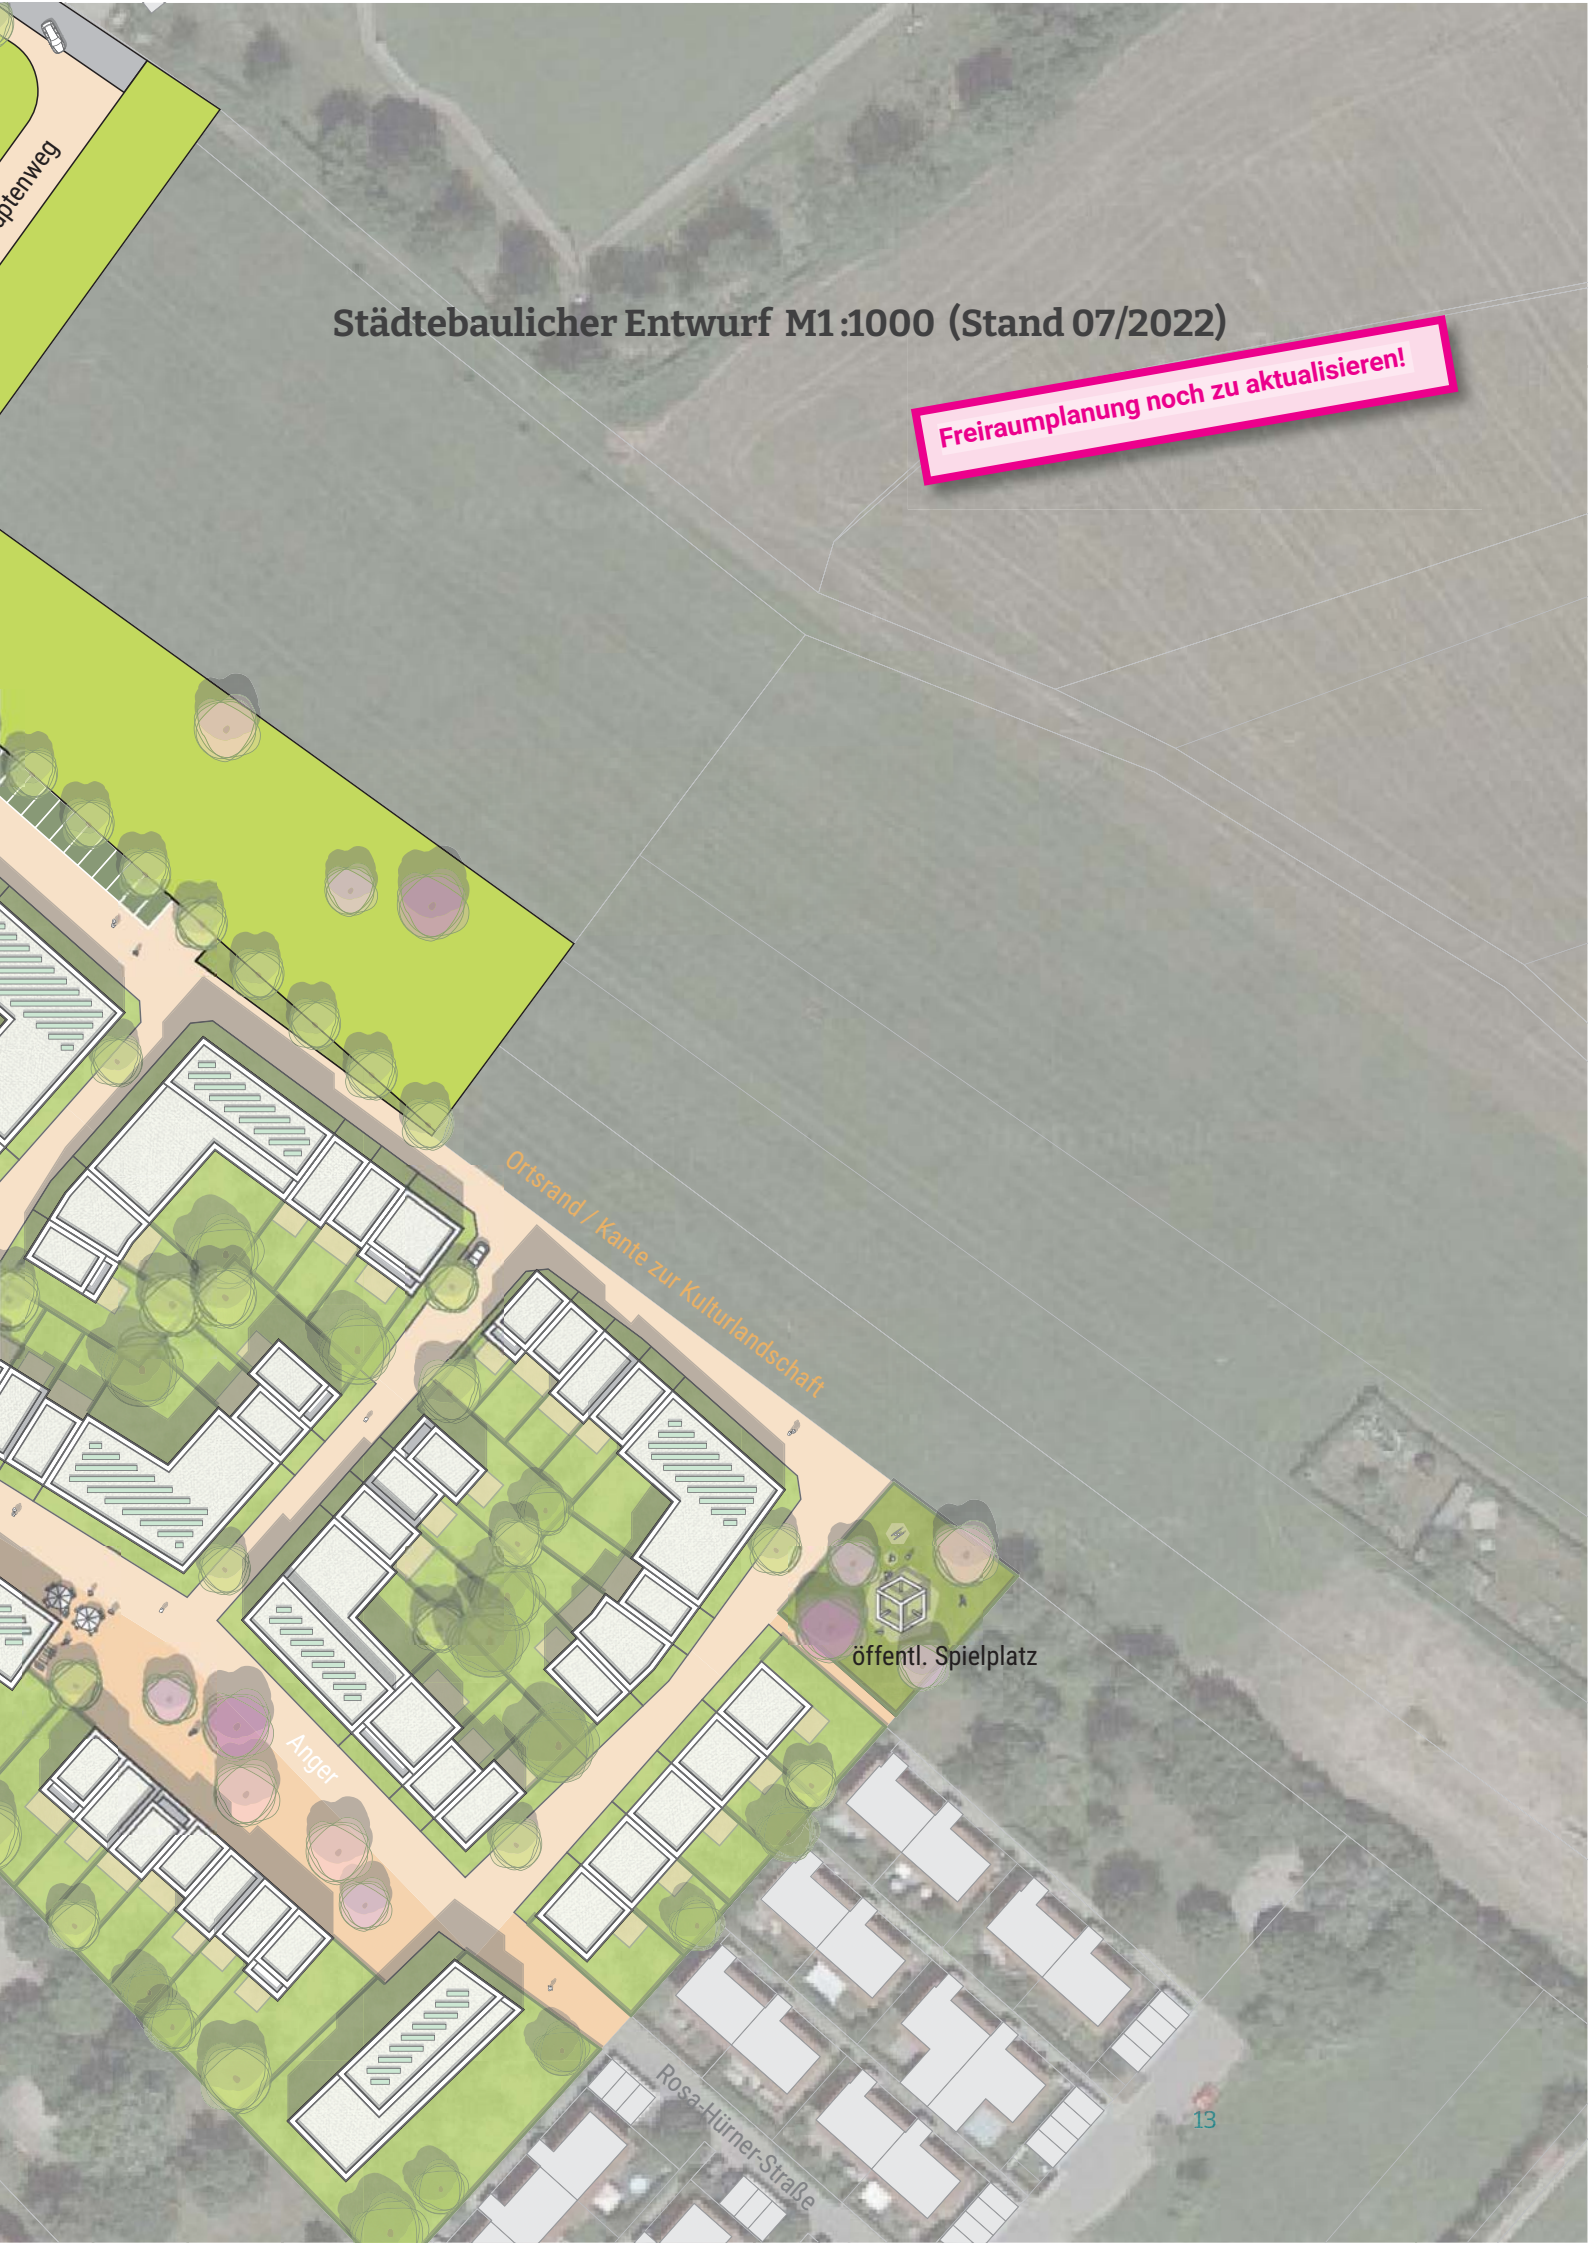 Städtebaulicher Entwurf M1:1000 (Stand 07/2022)
Freiraumplanung noch zu aktualisieren!
Ortsrand / Kante zur Kulturlandschaft
öffentl. Spielplatz
Anger
Rosa-Hürner-Straße
13